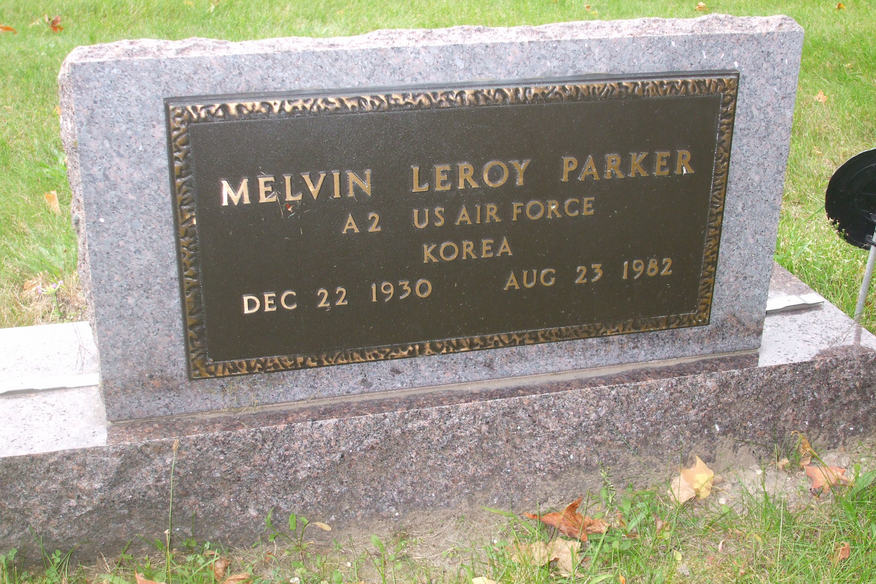 MELVIN LEROY PARKER
A2 US AIR FORCE
KOREA
DEC 22 1930 AUG 23 1982